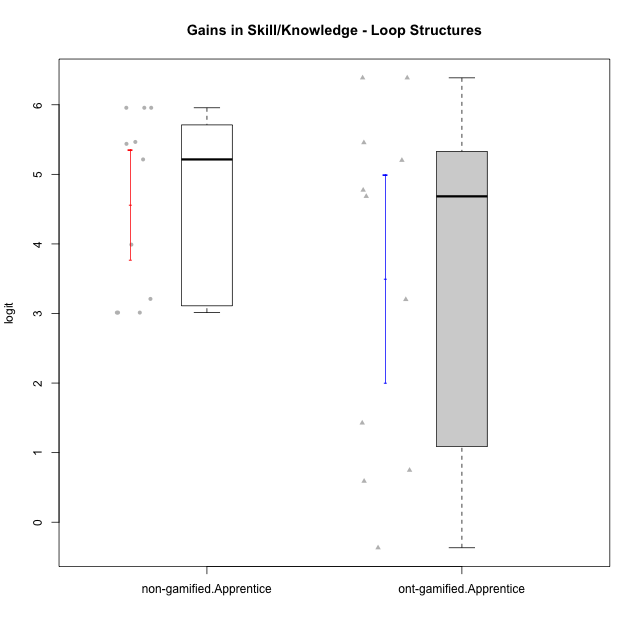 Gains in Skill/Knowledge - Loop Structures
logit
6
5
4
3
2
1
0
non-gamified.Apprentice
ont-gamified.Apprentice